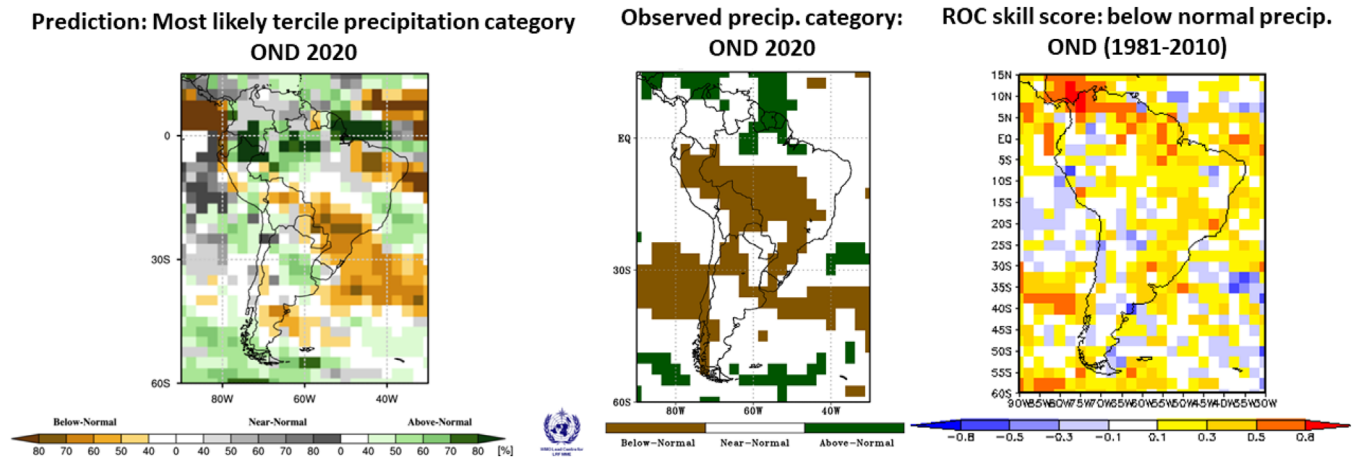 Prediction: Most likely tercile precipitation category
OND 2020
0
30S
60S
80W
60W
40W
Below-Normal
Near-Normal
Above-Normal
80 70 60 50 40 0 40 50 60 70 80 0 40 50 60 70 80 [%]
Observed precip. category:
OND 2020
EQ
30S
60S
80W
60W
40W
Below-Normal
Near-Normal
Above-Normal
ROC skill score: below normal precip.
OND (1981-2010)
15N
10N
5N
EQ
5S
10S
15S
20S
25S
30S
35S
40S
45S
50S
55S
60S
-0.8 -0.5 -0.3 -0.1 0.1 0.3 0.5 0.8